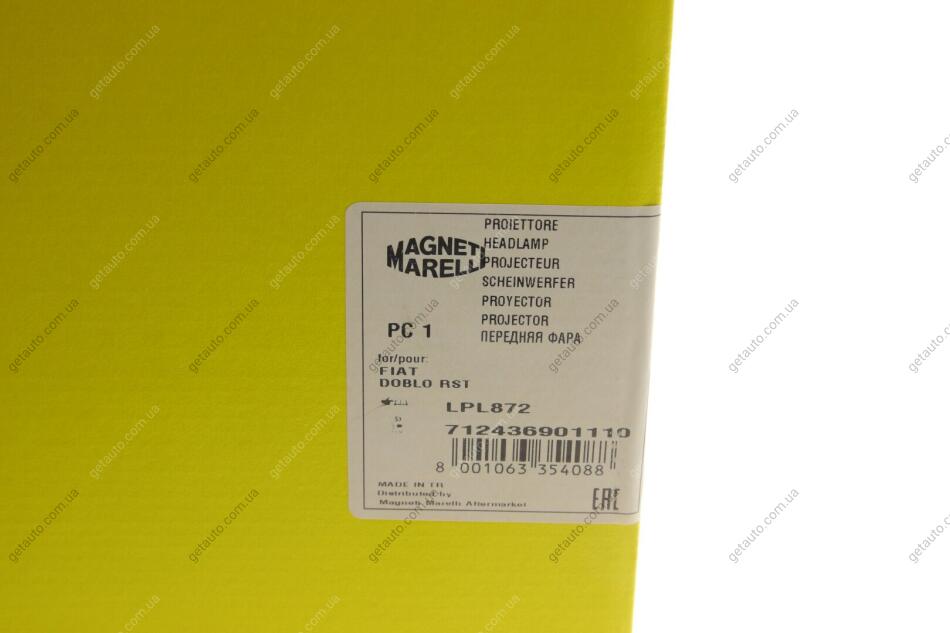 PROIETTORE
HEADLAMP
PROJECTEUR
SCHEINWERFER
PROYECTOR
PROJECTOR
ПЕРЕДНЯЯ ФАРА
MAGNETI
MARELLI
PC 1
for/pour:
FIAT
DOBLO RST
LPL872
712436901110
8 001063 354088
MADE IN TR
Distributed by
Magneti Marelli Aftermarket
EAC
getauto.com.ua